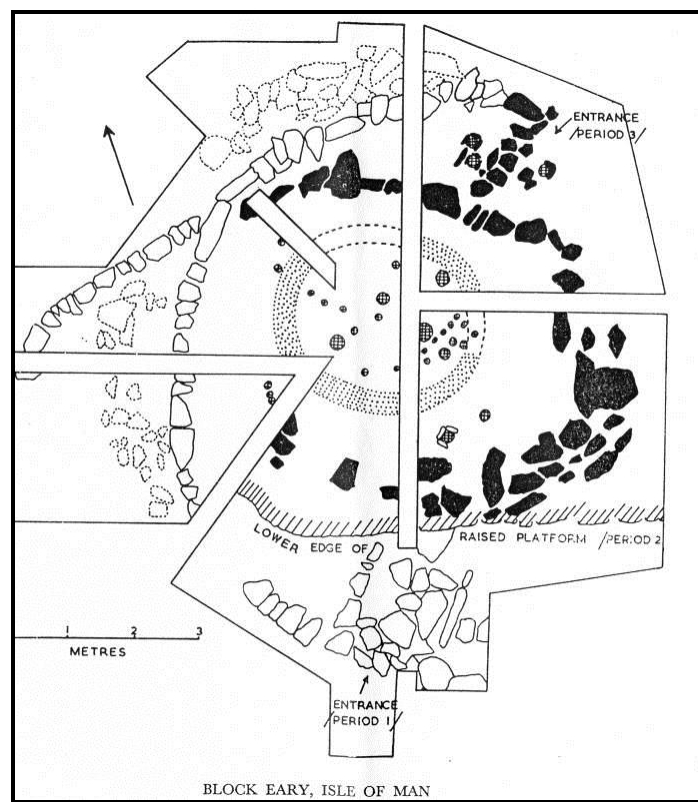 ENTRANCE
/PERIOD 3/
LOWER EDGE OF RAISED PLATFORM /PERIOD 2
1 2 3
METRES
ENTRANCE
/PERIOD 1/
BLOCK EARY, ISLE OF MAN